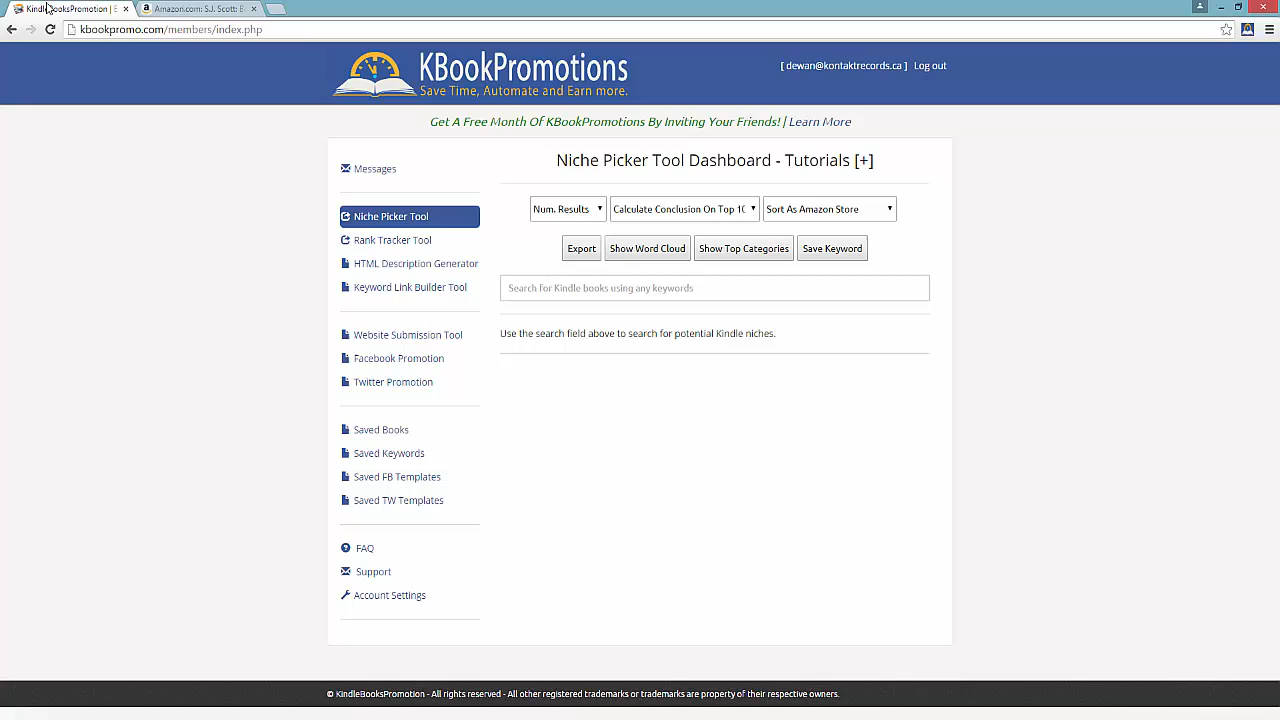 KindleBooksPromotion | E
Amazon.com: S.J. Scott: B
kbookpromo.com/members/index.php
KBookPromotions
Save Time, Automate and Earn more.
[ dewan@kontaktrecords.ca ] Log out
Get A Free Month Of KBookPromotions By Inviting Your Friends! | Learn More
Messages
Niche Picker Tool
Rank Tracker Tool
HTML Description Generator
Keyword Link Builder Tool
Website Submission Tool
Facebook Promotion
Twitter Promotion
Saved Books
Saved Keywords
Saved FB Templates
Saved TW Templates
FAQ
Support
Account Settings
Niche Picker Tool Dashboard - Tutorials [+]
Num. Results
Calculate Conclusion On Top 10
Sort As Amazon Store
Export
Show Word Cloud
Show Top Categories
Save Keyword
Search for Kindle books using any keywords
Use the search field above to search for potential Kindle niches.
© KindleBooksPromotion - All rights reserved - All other registered trademarks or trademarks are property of their respective owners.